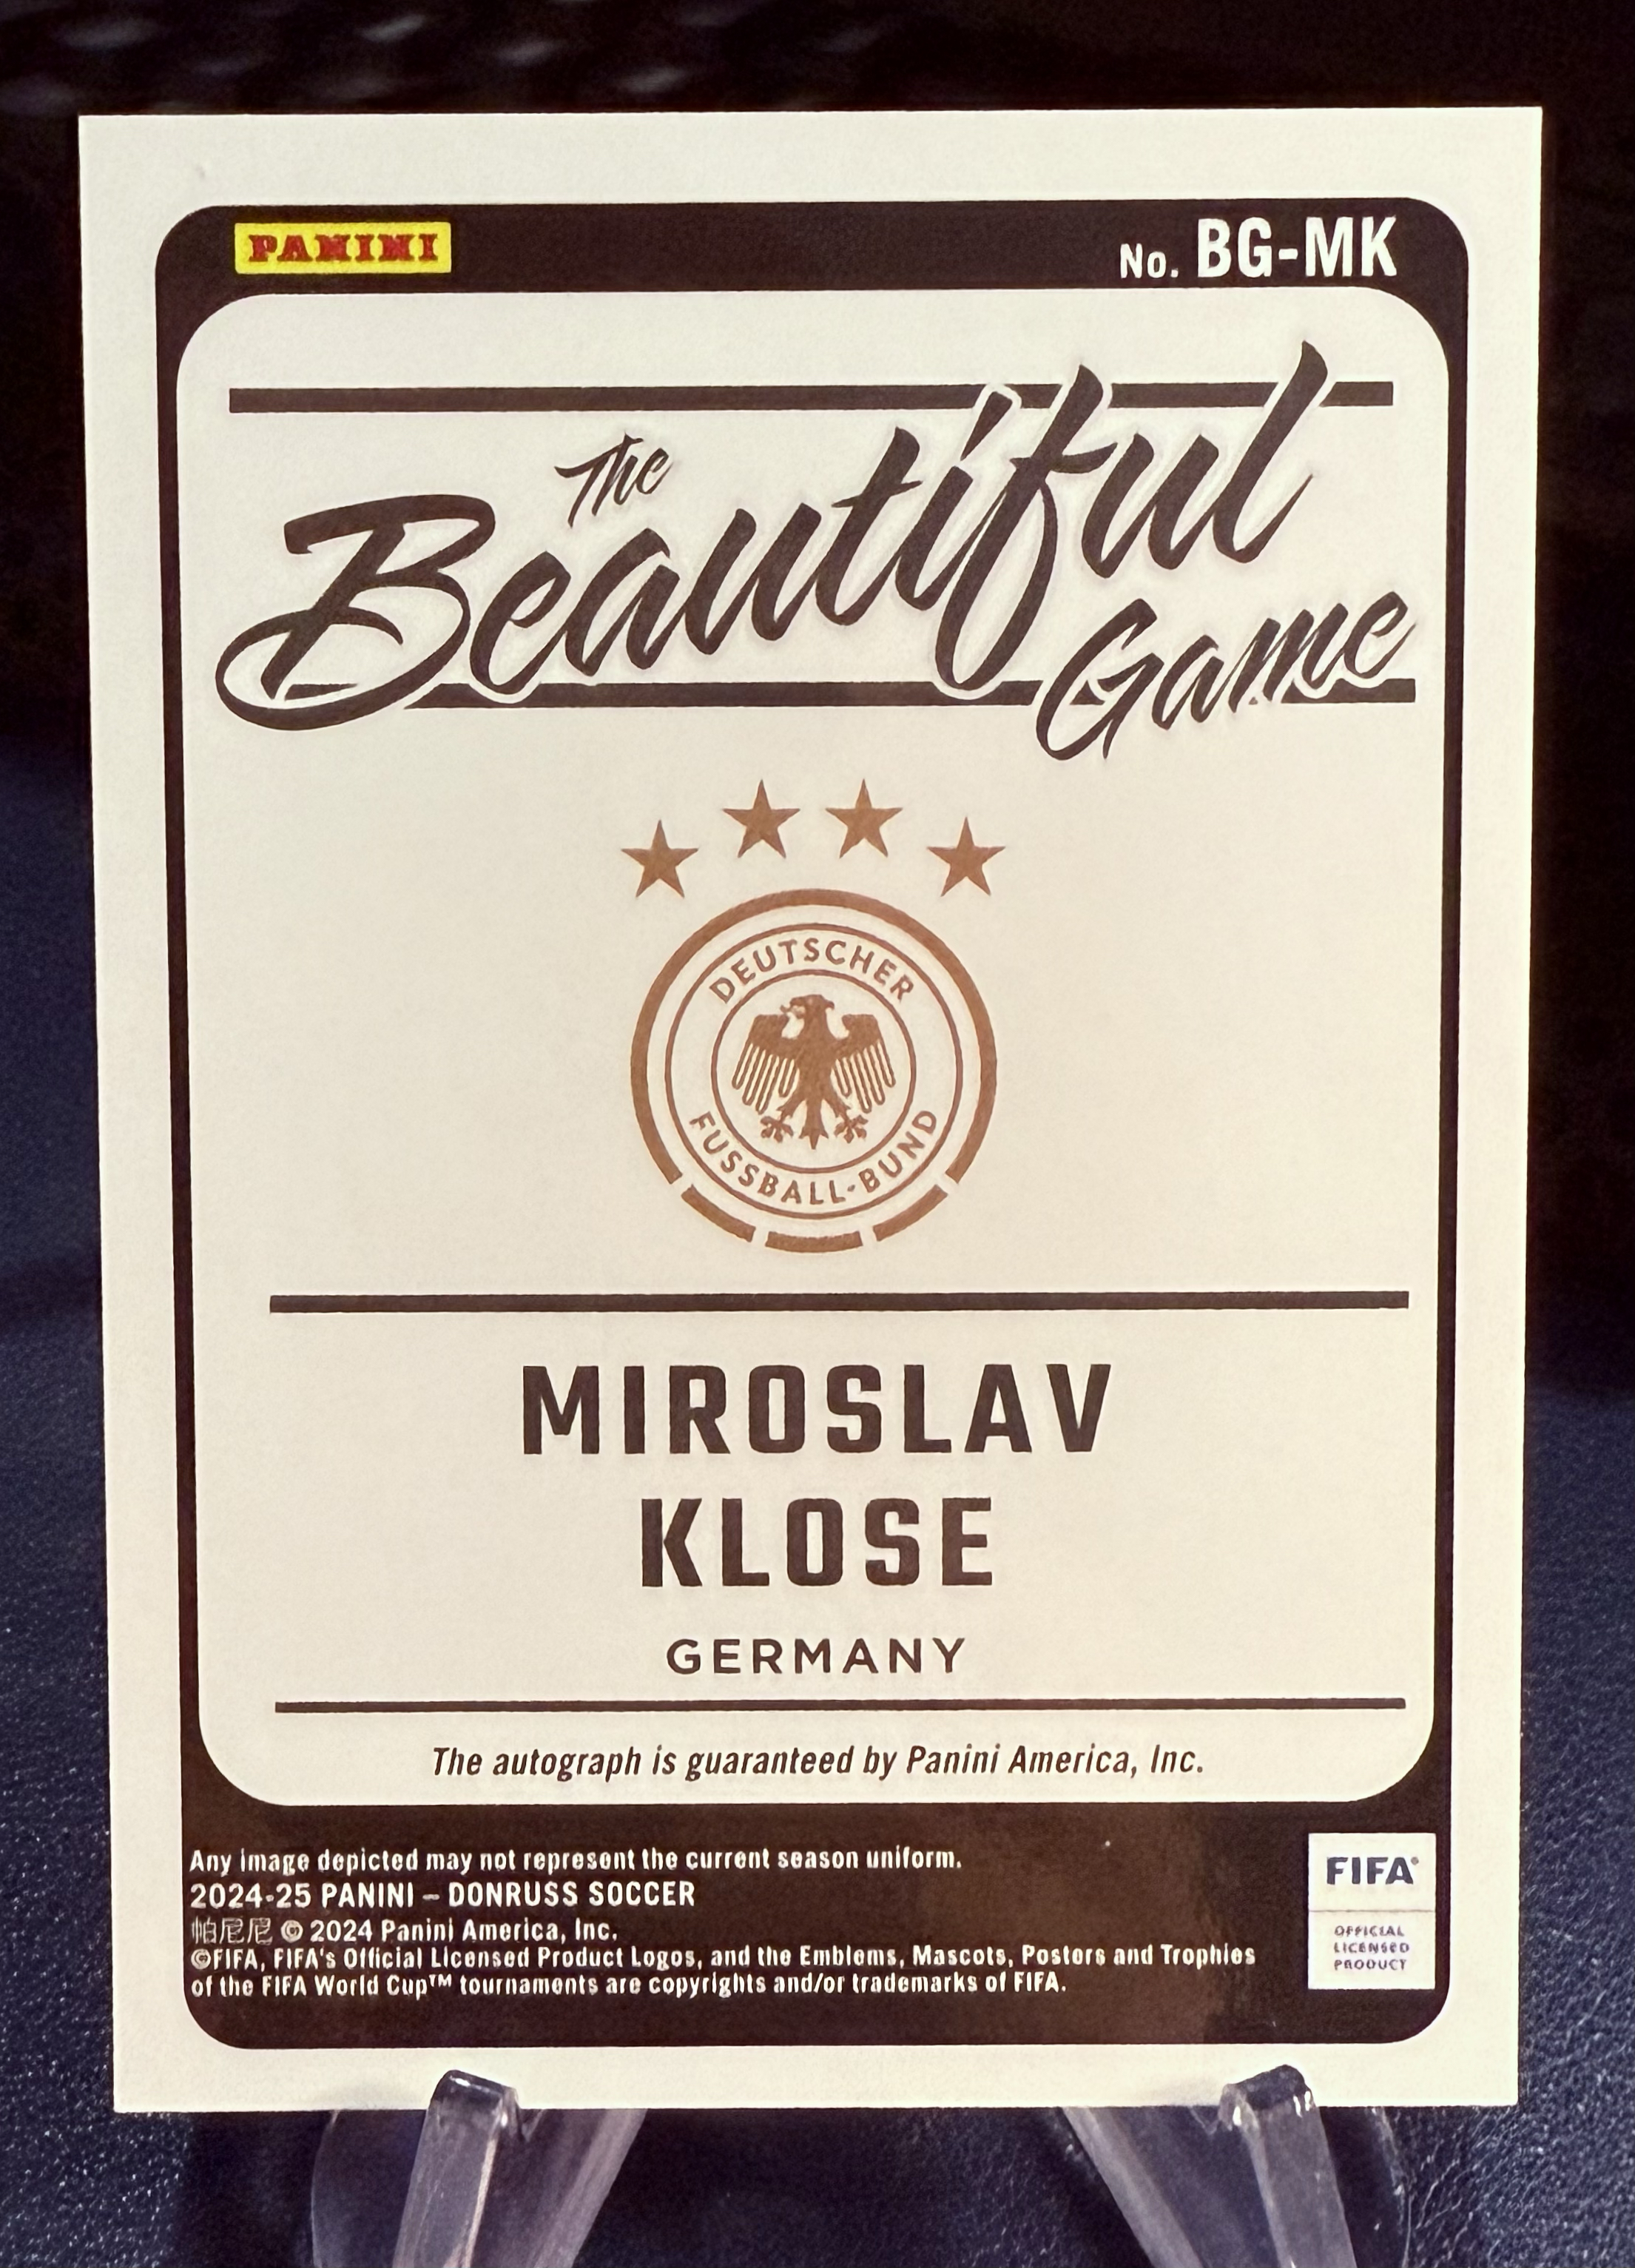 PANINI
No. BG-MK
The
Beautiful
Game
DEUTSCHER
FUSSBALL-BUND
MIROSLAV
KLOSE
GERMANY
The autograph is guaranteed by Panini America, Inc.
Any image depicted may not represent the current season uniform.
2024-25 PANINI – DONRUSS SOCCER
帕尼尼 © 2024 Panini America, Inc.
©FIFA, FIFA's Official Licensed Product Logos, and the Emblems, Mascots, Posters and Trophies
of the FIFA World Cup™ tournaments are copyrights and/or trademarks of FIFA.
FIFA®
OFFICIAL
LICENSED
PRODUCT